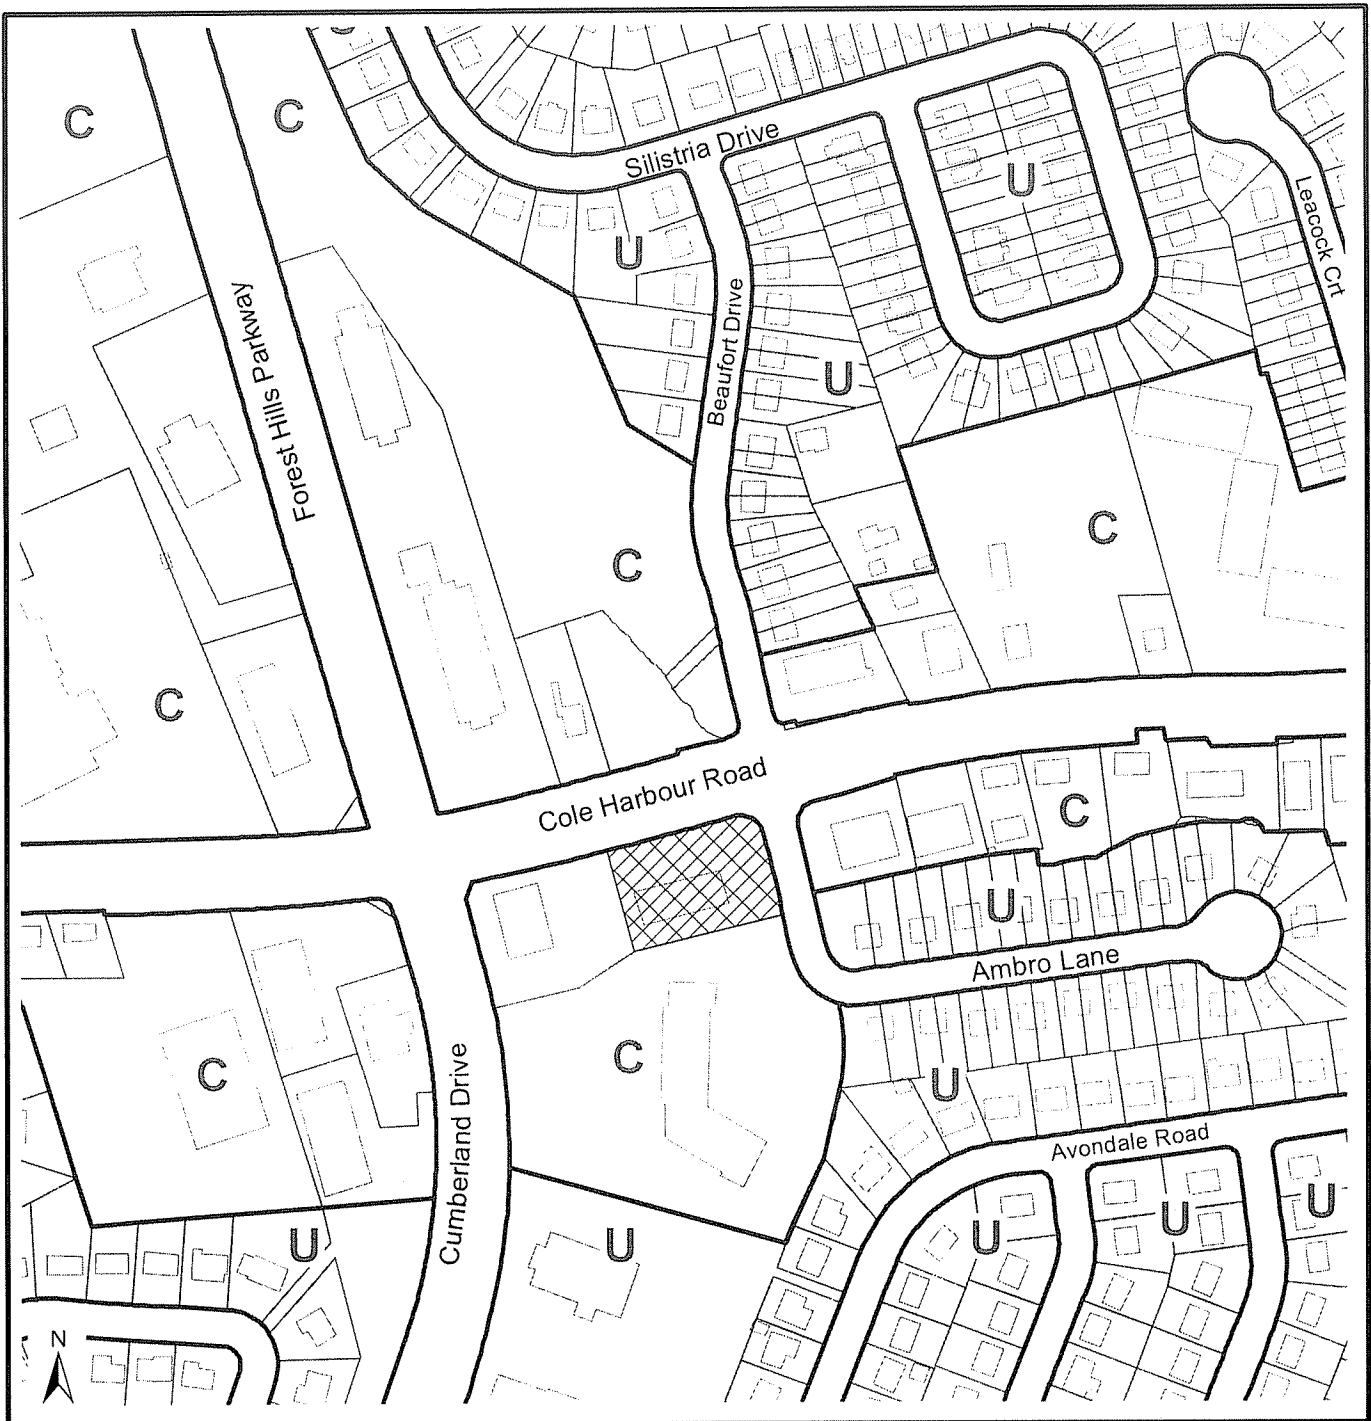 C
C
Silistria Drive
U
Leacock Crt
U
Forest Hills Parkway
Beaufort Drive
U
C
C
C
Cole Harbour Road
C
U
Ambro Lane
C
C
U
Cumberland Drive
Avondale Road
U
U
U
U
U
N